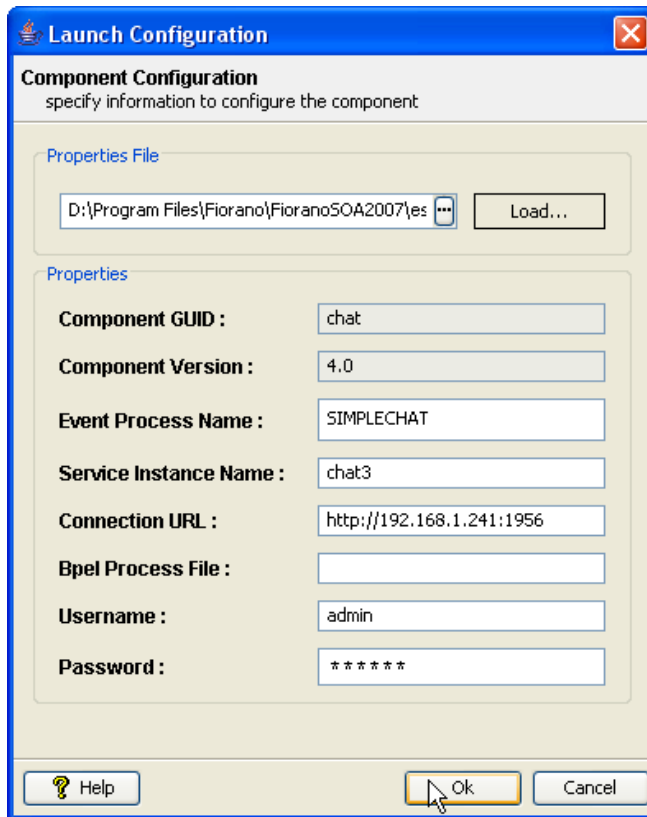 Launch Configuration
Component Configuration
specify information to configure the component
Properties File
D:\Program Files\Fiorano\FioranoSOA2007\es ...
Load...
Properties
Component GUID : chat
Component Version : 4.0
Event Process Name : SIMPLECHAT
Service Instance Name : chat3
Connection URL : http://192.168.1.241:1956
Bpel Process File :
Username : admin
Password : ******
? Help Ok Cancel